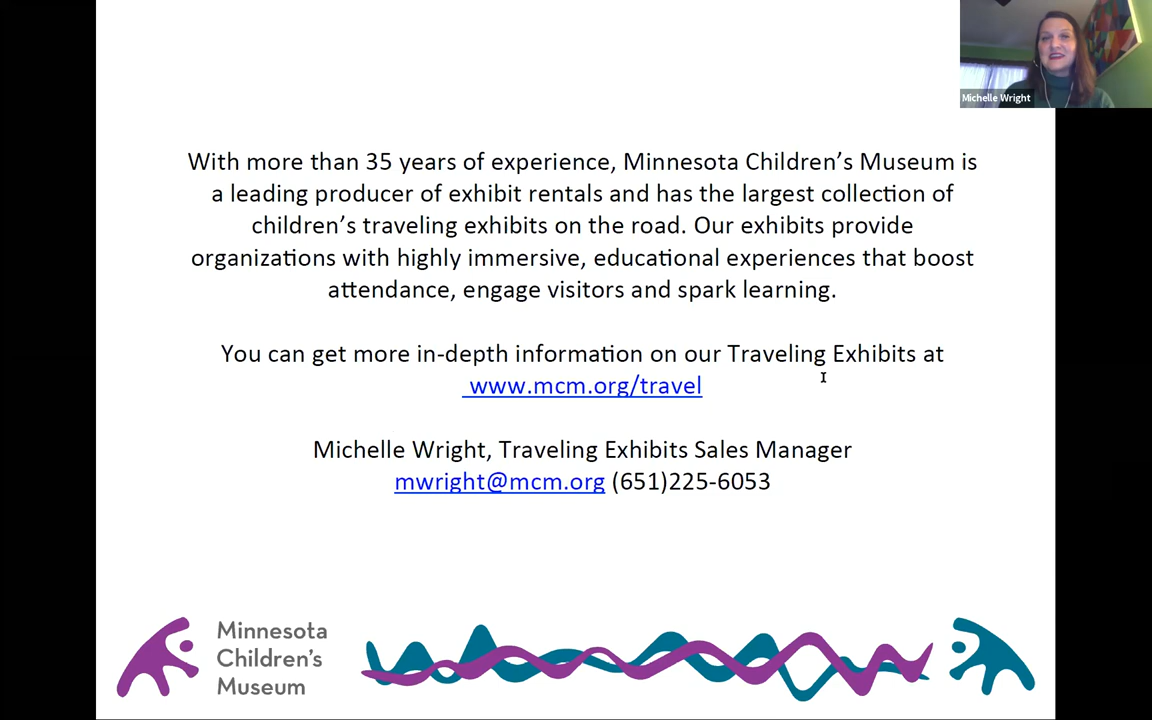 Michelle Wright
With more than 35 years of experience, Minnesota Children’s Museum is
a leading producer of exhibit rentals and has the largest collection of
children’s traveling exhibits on the road. Our exhibits provide
organizations with highly immersive, educational experiences that boost
attendance, engage visitors and spark learning.
You can get more in-depth information on our Traveling Exhibits at
www.mcm.org/travel
Michelle Wright, Traveling Exhibits Sales Manager
mwright@mcm.org (651)225-6053
Minnesota
Children’s
Museum